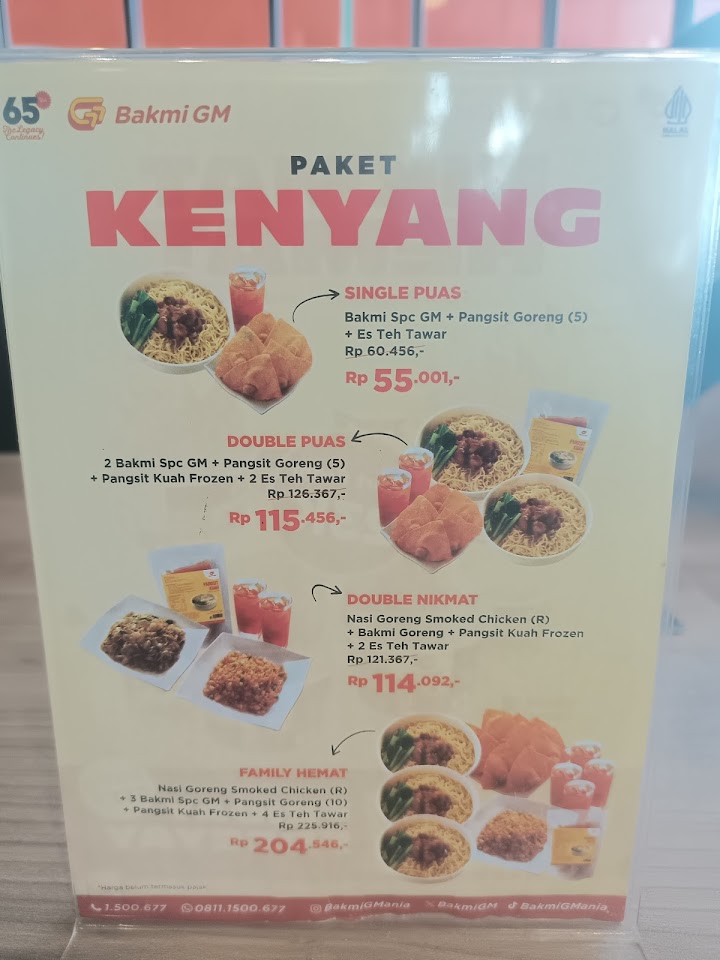 65
The Legacy
Continues
Bakmi GM
HALAL
PAKET
KENYANG
SINGLE PUAS
Bakmi Spc GM + Pangsit Goreng (5)
+ Es Teh Tawar
Rp 60.456,-
Rp 55.001,-
DOUBLE PUAS
2 Bakmi Spc GM + Pangsit Goreng (5)
+ Pangsit Kuah Frozen + 2 Es Teh Tawar
Rp 126.367,-
Rp 115.456,-
DOUBLE NIKMAT
Nasi Goreng Smoked Chicken (R)
+ Bakmi Goreng + Pangsit Kuah Frozen
+ 2 Es Teh Tawar
Rp 121.367,-
Rp 114.092,-
FAMILY HEMAT
Nasi Goreng Smoked Chicken (R)
+ 3 Bakmi Spc GM + Pangsit Goreng (10)
+ Pangsit Kuah Frozen + 4 Es Teh Tawar
Rp 225.916,-
Rp 204.546,-
*Harga belum termasuk pajak
1.500.677 0811.1500.677 BakmiGMania BakmiGM BakmiGMania